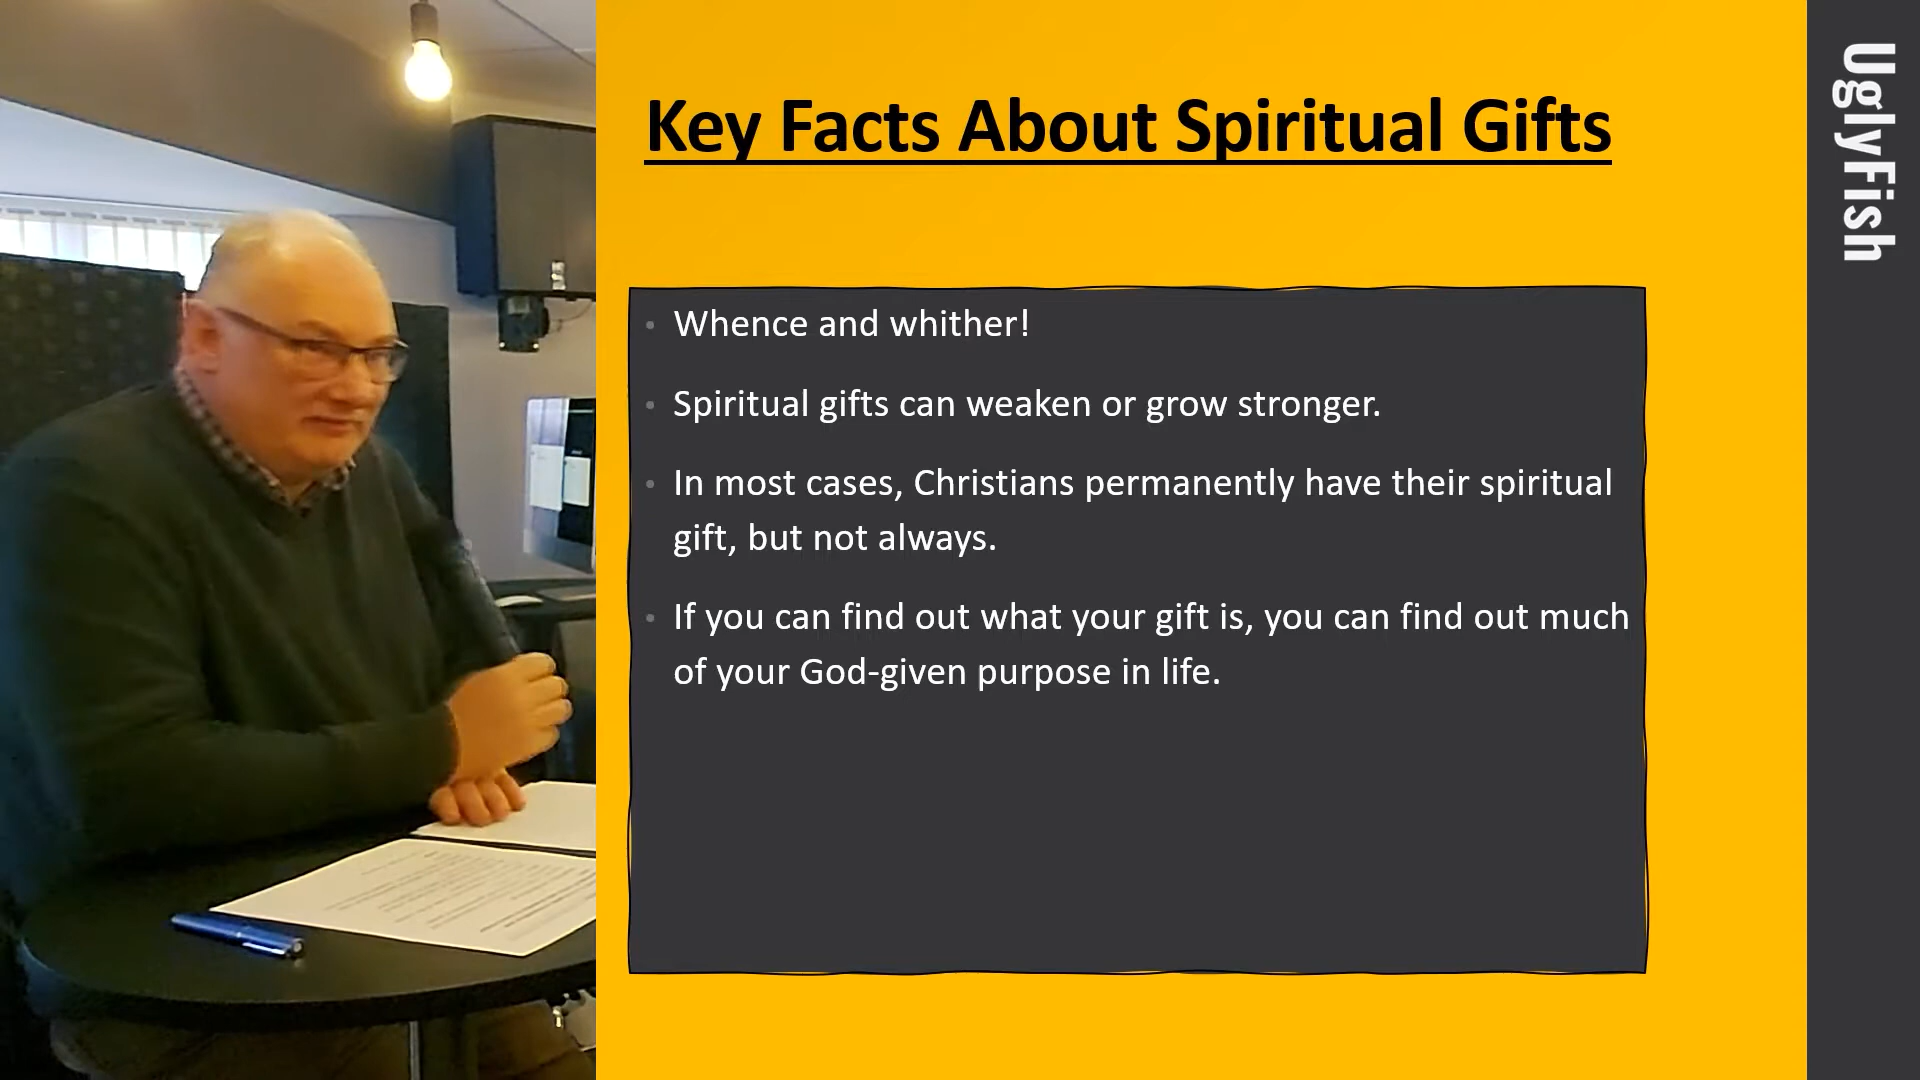 Key Facts About Spiritual Gifts
• Whence and whither!
• Spiritual gifts can weaken or grow stronger.
• In most cases, Christians permanently have their spiritual
gift, but not always.
• If you can find out what your gift is, you can find out much
of your God-given purpose in life.
UglyFish